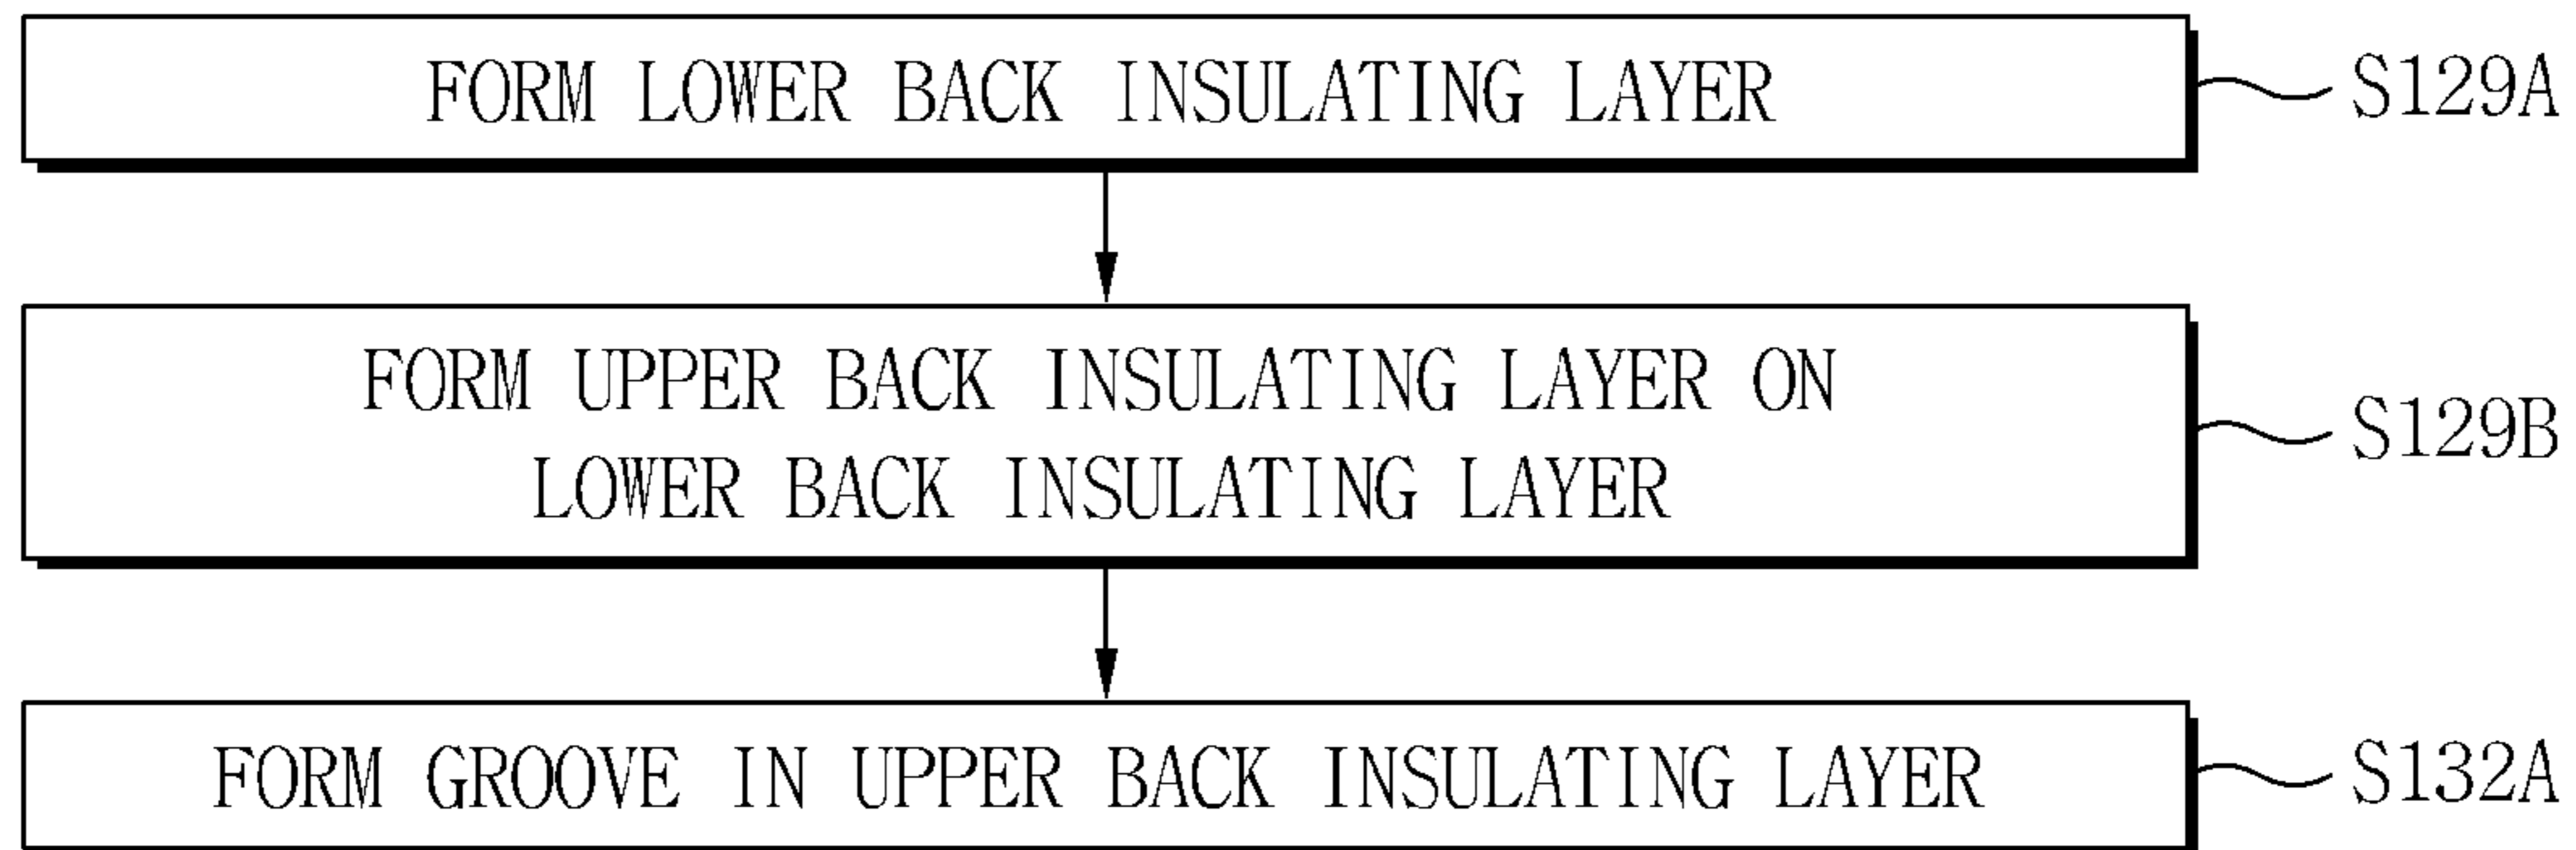 FORM LOWER BACK INSULATING LAYER
S129A
FORM UPPER BACK INSULATING LAYER ON
LOWER BACK INSULATING LAYER
S129B
FORM GROOVE IN UPPER BACK INSULATING LAYER
S132A